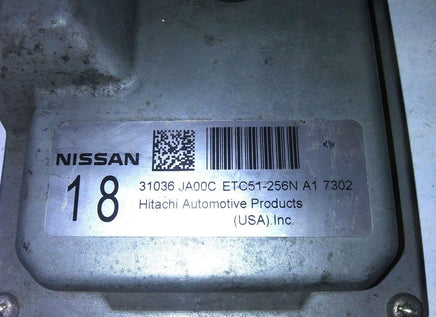 NISSAN
18
31036 JA00C ETC51-256N A1 7302
Hitachi Automotive Products
(USA).Inc.